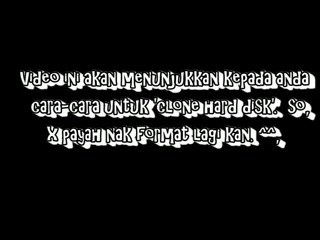 Video ini akan menunjukkan kepada anda
cara-cara untuk 'clone hard disk'. So,
X payah nak format lagi kan. ^^,